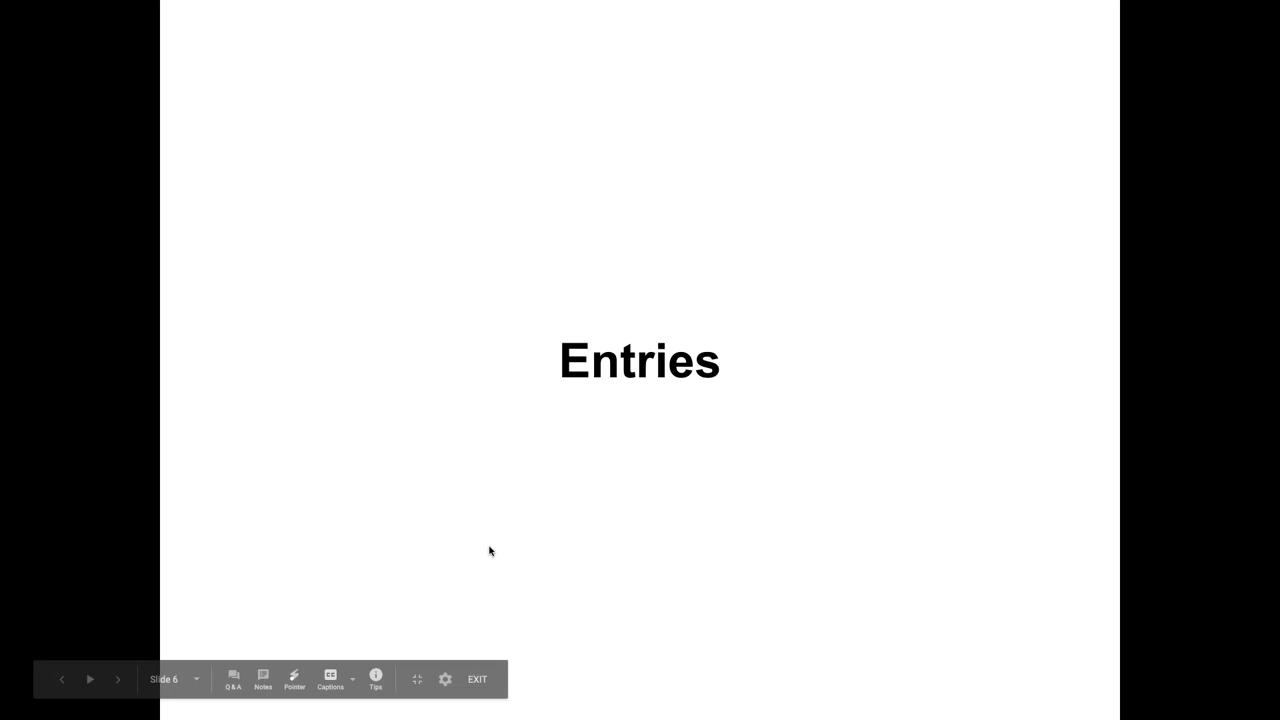 Entries
Slide 6
Q & A
Notes
Pointer
Captions
Tips
EXIT